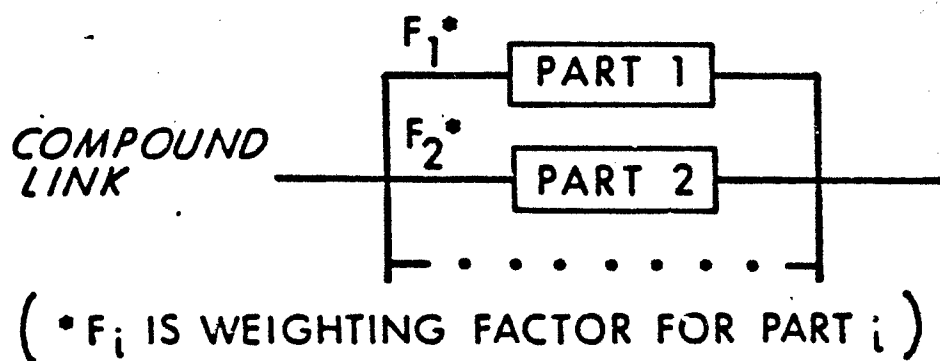 F1*
PART 1
COMPOUND
LINK
F2*
PART 2
( *Fi IS WEIGHTING FACTOR FOR PART i )